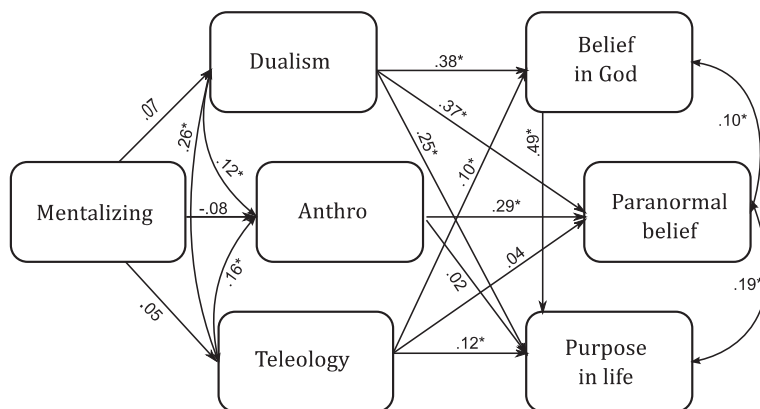 Dualism
Belief
in God
.38*
.07
.26*
.12*
.37*
.25*
.10*
.49*
.10*
Mentalizing
-.08
Anthro
.29*
Paranormal
belief
.16*
.02
.04
.05
.19*
Teleology
.12*
Purpose
in life